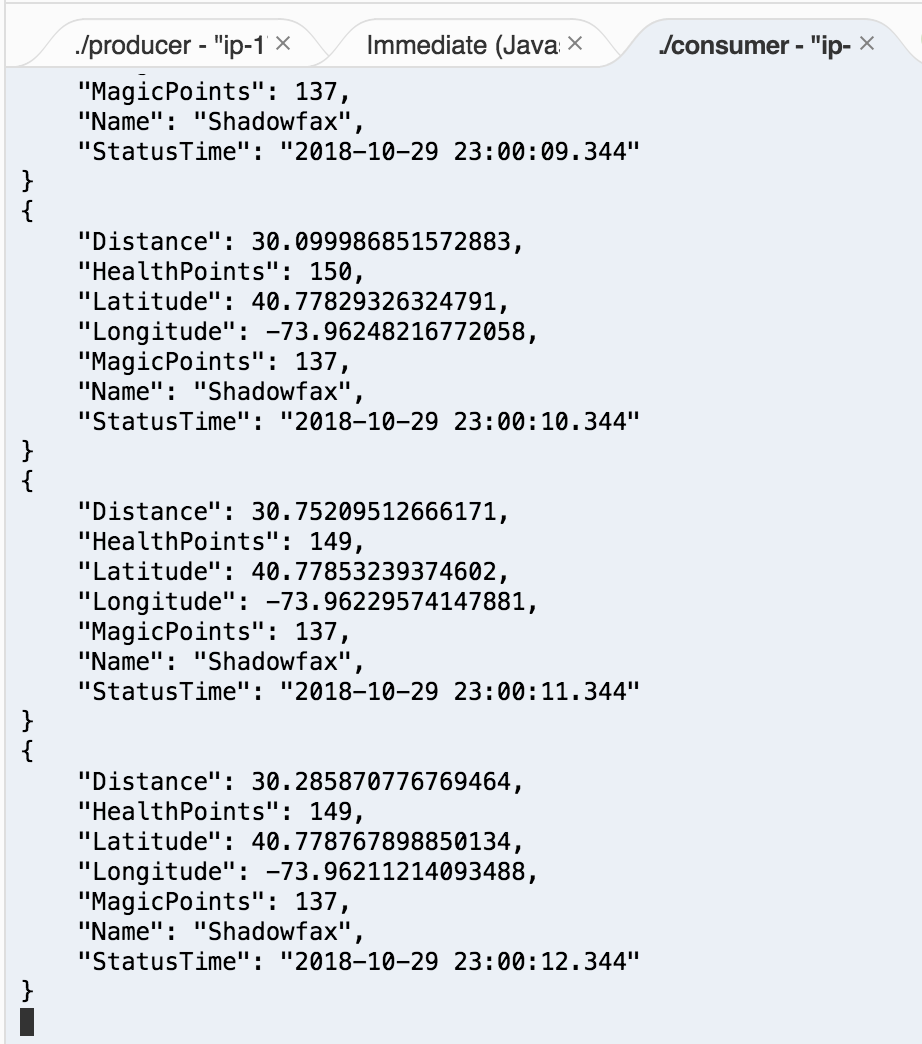 ./producer - "ip-1
Immediate (Java
./consumer - "ip-
"MagicPoints": 137,
"Name": "Shadowfax",
"StatusTime": "2018-10-29 23:00:09.344"
}
{
"Distance": 30.099986851572883,
"HealthPoints": 150,
"Latitude": 40.77829326324791,
"Longitude": -73.96248216772058,
"MagicPoints": 137,
"Name": "Shadowfax",
"StatusTime": "2018-10-29 23:00:10.344"
}
{
"Distance": 30.75209512666171,
"HealthPoints": 149,
"Latitude": 40.77853239374602,
"Longitude": -73.96229574147881,
"MagicPoints": 137,
"Name": "Shadowfax",
"StatusTime": "2018-10-29 23:00:11.344"
}
{
"Distance": 30.285870776769464,
"HealthPoints": 149,
"Latitude": 40.778767898850134,
"Longitude": -73.96211214093488,
"MagicPoints": 137,
"Name": "Shadowfax",
"StatusTime": "2018-10-29 23:00:12.344"
}